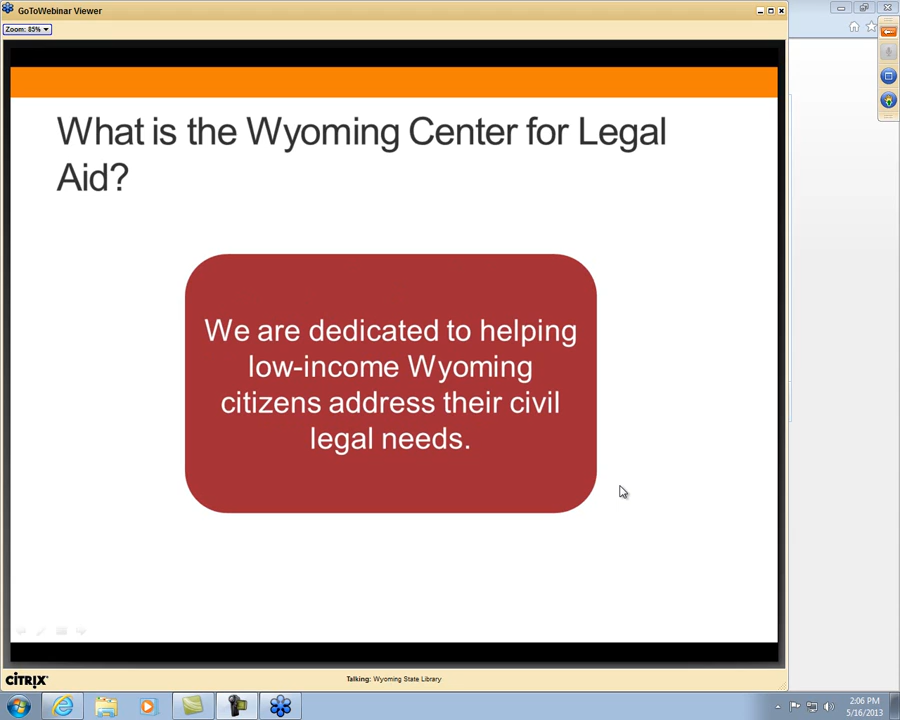 GoToWebinar Viewer
Zoom: 85%
What is the Wyoming Center for Legal
Aid?
We are dedicated to helping
low-income Wyoming
citizens address their civil
legal needs.
CITRIX
Talking: Wyoming State Library
2:06 PM
5/16/2013